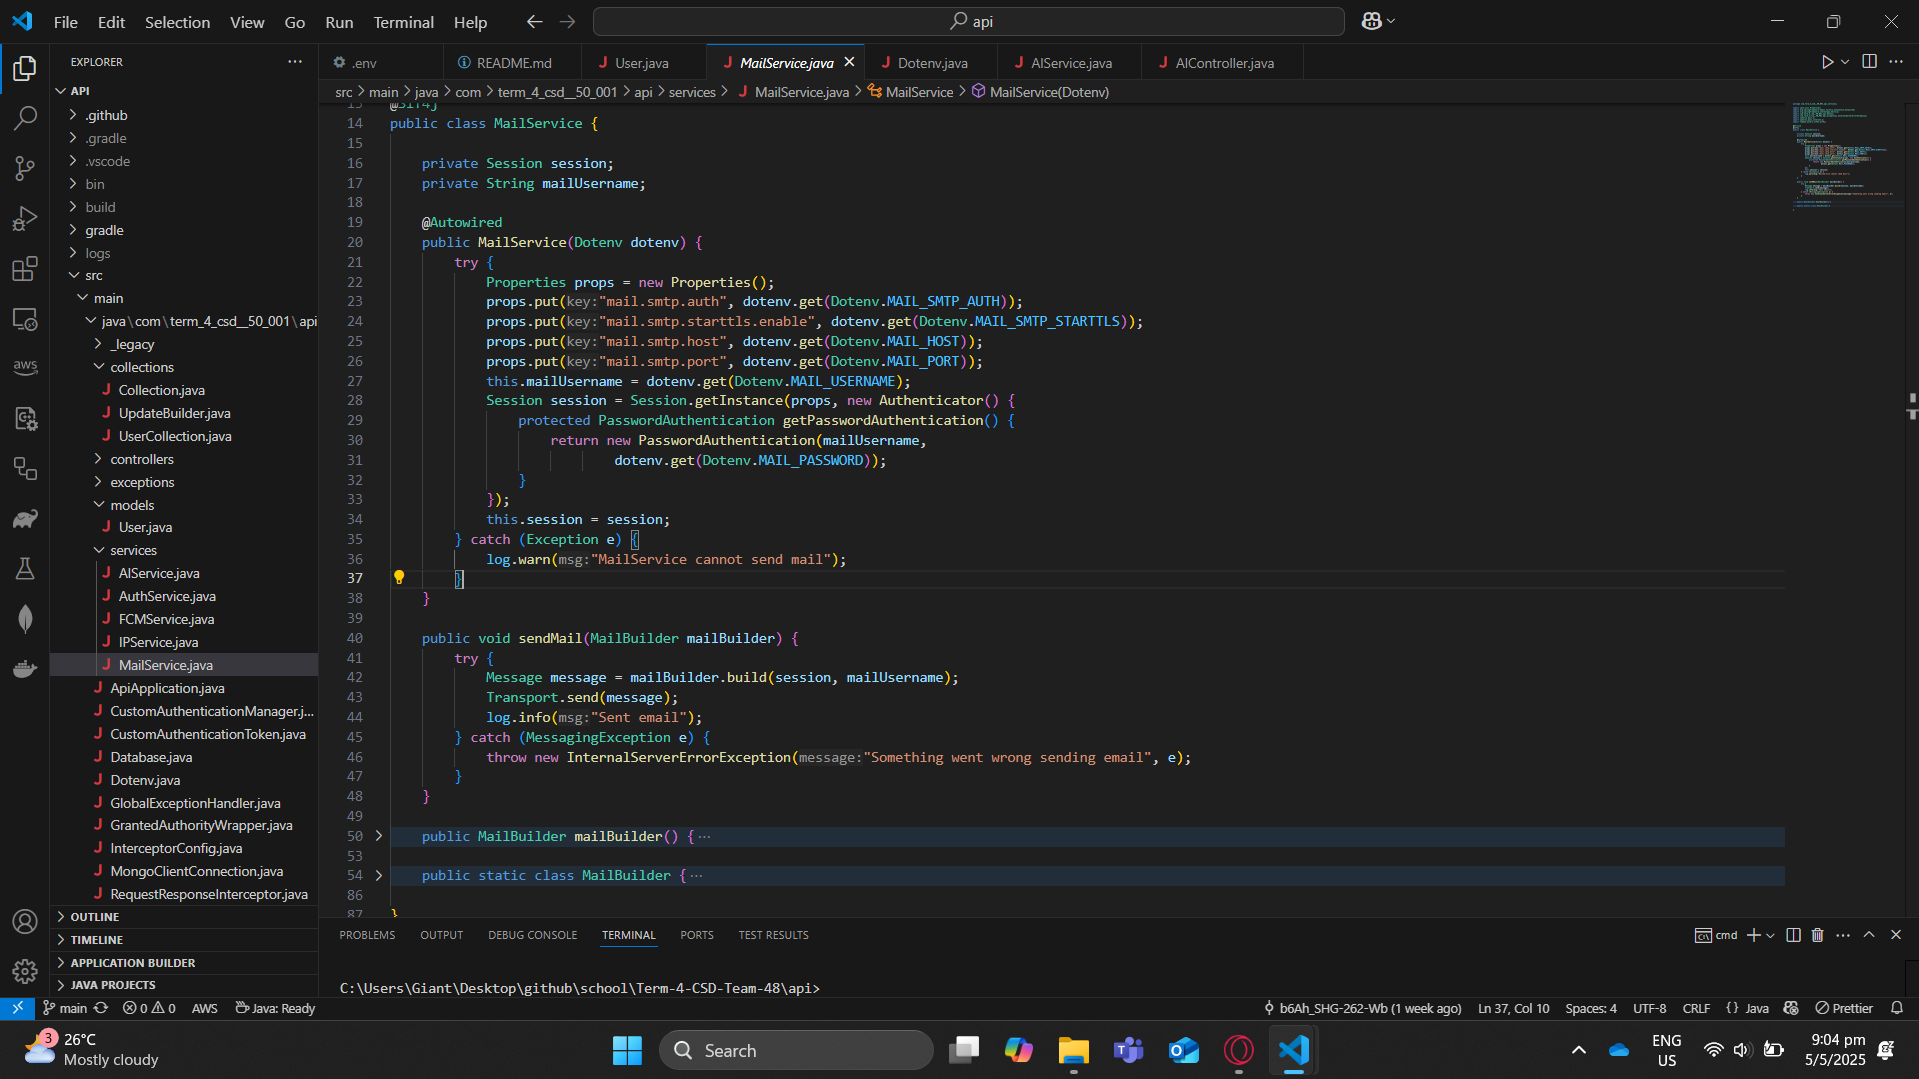 File Edit Selection View Go Run Terminal Help
api
EXPLORER
API
.github
.gradle
.vscode
bin
build
gradle
logs
src
main
java\com\term_4_csd__50_001\api
_legacy
collections
Collection.java
UpdateBuilder.java
UserCollection.java
controllers
exceptions
models
User.java
services
AIService.java
AuthService.java
FCMService.java
IPService.java
MailService.java
ApiApplication.java
CustomAuthenticationManager.j...
CustomAuthenticationToken.java
Database.java
Dotenv.java
GlobalExceptionHandler.java
GrantedAuthorityWrapper.java
InterceptorConfig.java
MongoClientConnection.java
RequestResponseInterceptor.java
OUTLINE
TIMELINE
APPLICATION BUILDER
JAVA PROJECTS
aws
.env README.md User.java MailService.java Dotenv.java AIService.java AIController.java
src > main > java > com > term_4_csd__50_001 > api > services > MailService.java > MailService > MailService(Dotenv)
13 @Slf4j
14 public class MailService {
15
16 private Session session;
17 private String mailUsername;
18
19 @Autowired
20 public MailService(Dotenv dotenv) {
21 try {
22 Properties props = new Properties();
23 props.put(key:"mail.smtp.auth", dotenv.get(Dotenv.MAIL_SMTP_AUTH));
24 props.put(key:"mail.smtp.starttls.enable", dotenv.get(Dotenv.MAIL_SMTP_STARTTLS));
25 props.put(key:"mail.smtp.host", dotenv.get(Dotenv.MAIL_HOST));
26 props.put(key:"mail.smtp.port", dotenv.get(Dotenv.MAIL_PORT));
27 this.mailUsername = dotenv.get(Dotenv.MAIL_USERNAME);
28 Session session = Session.getInstance(props, new Authenticator() {
29 protected PasswordAuthentication getPasswordAuthentication() {
30 return new PasswordAuthentication(mailUsername,
31 dotenv.get(Dotenv.MAIL_PASSWORD));
32 }
33 });
34 this.session = session;
35 } catch (Exception e) {
36 log.warn(msg:"MailService cannot send mail");
37 }
38 }
39
40 public void sendMail(MailBuilder mailBuilder) {
41 try {
42 Message message = mailBuilder.build(session, mailUsername);
43 Transport.send(message);
44 log.info(msg:"Sent email");
45 } catch (MessagingException e) {
46 throw new InternalServerErrorException(message:"Something went wrong sending email", e);
47 }
48 }
49
50 public MailBuilder mailBuilder() { ···
53
54 public static class MailBuilder { ···
86
87 }
PROBLEMS OUTPUT DEBUG CONSOLE TERMINAL PORTS TEST RESULTS
cmd
C:\Users\Giant\Desktop\github\school\Term-4-CSD-Team-48\api>
main 0 0 AWS Java: Ready
b6Ah_SHG-262-Wb (1 week ago) Ln 37, Col 10 Spaces: 4 UTF-8 CRLF {} Java Prettier
3
26°C
Mostly cloudy
Search
ENG
US
9:04 pm
5/5/2025